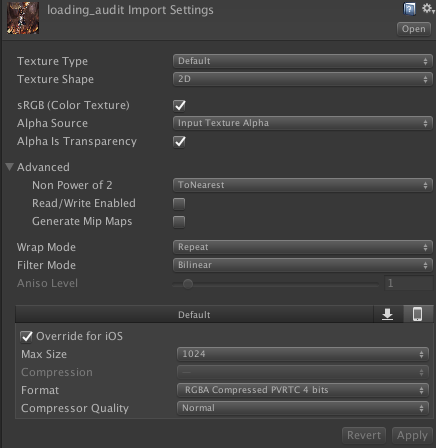 loading_audit Import Settings
Open
Texture Type Default
Texture Shape 2D
sRGB (Color Texture)
Alpha Source Input Texture Alpha
Alpha Is Transparency
Advanced
Non Power of 2 ToNearest
Read/Write Enabled
Generate Mip Maps
Wrap Mode Repeat
Filter Mode Bilinear
Aniso Level 1
Default
Override for iOS
Max Size 1024
Compression —
Format RGBA Compressed PVRTC 4 bits
Compressor Quality Normal
Revert Apply